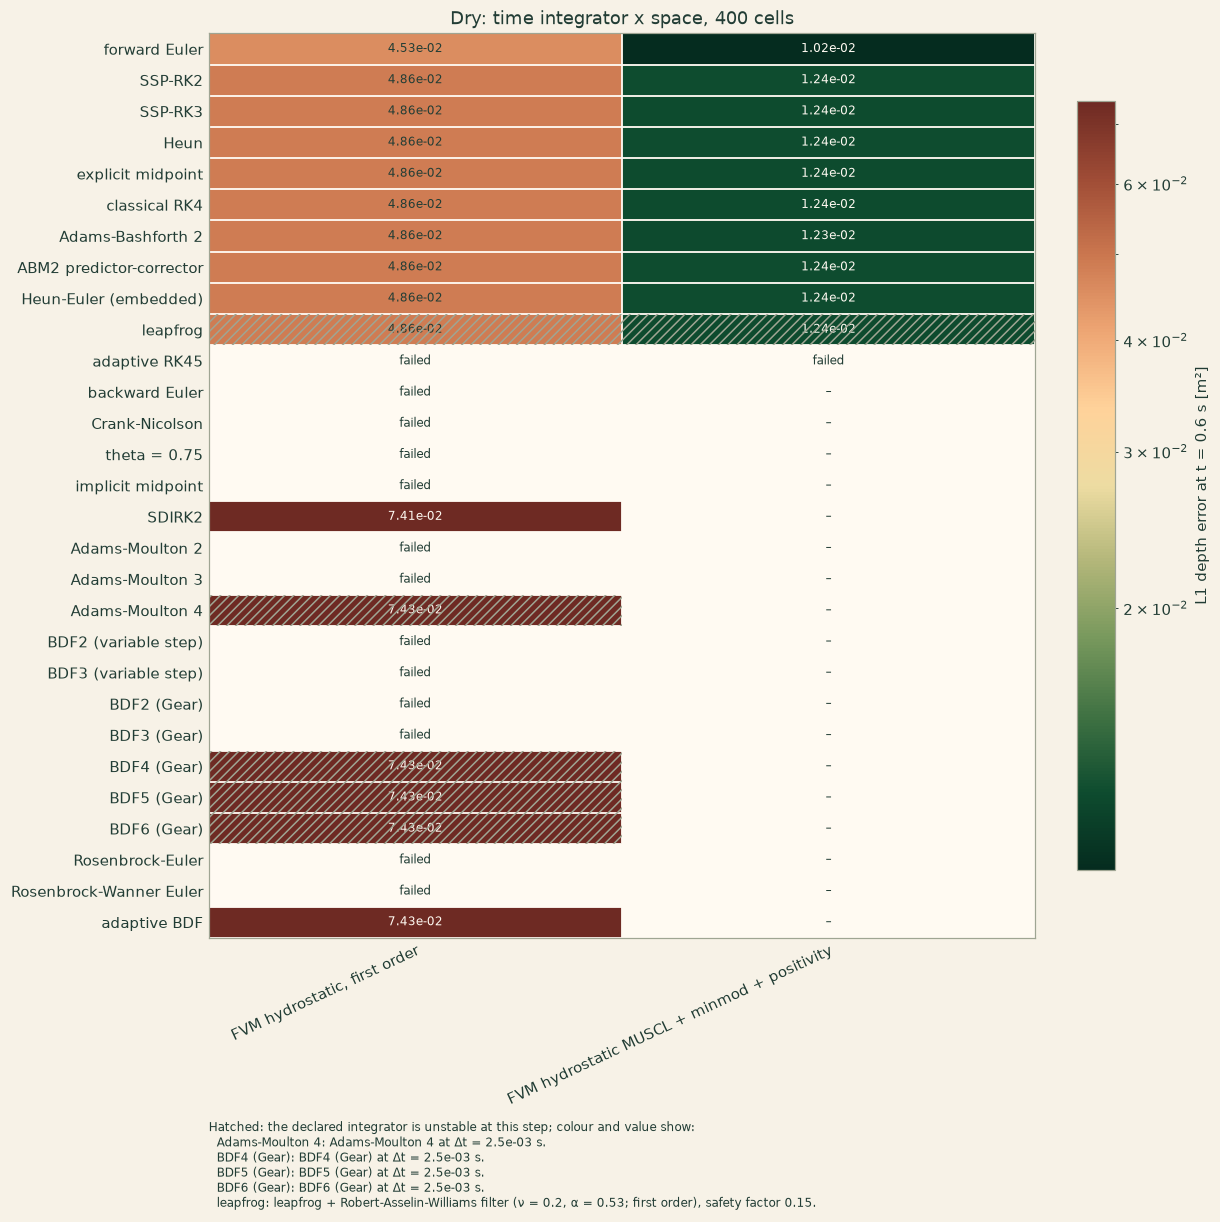 Dry: time integrator x space, 400 cells
forward Euler 4.53e-02 1.02e-02
SSP-RK2 4.86e-02 1.24e-02
SSP-RK3 4.86e-02 1.24e-02
Heun 4.86e-02 1.24e-02
explicit midpoint 4.86e-02 1.24e-02
classical RK4 4.86e-02 1.24e-02
Adams-Bashforth 2 4.86e-02 1.23e-02
ABM2 predictor-corrector 4.86e-02 1.24e-02
Heun-Euler (embedded) 4.86e-02 1.24e-02
leapfrog 4.86e-02 1.24e-02
adaptive RK45 failed failed
backward Euler failed –
Crank-Nicolson failed –
theta = 0.75 failed –
implicit midpoint failed –
SDIRK2 7.41e-02 –
Adams-Moulton 2 failed –
Adams-Moulton 3 failed –
Adams-Moulton 4 7.43e-02 –
BDF2 (variable step) failed –
BDF3 (variable step) failed –
BDF2 (Gear) failed –
BDF3 (Gear) failed –
BDF4 (Gear) 7.43e-02 –
BDF5 (Gear) 7.43e-02 –
BDF6 (Gear) 7.43e-02 –
Rosenbrock-Euler failed –
Rosenbrock-Wanner Euler failed –
adaptive BDF 7.43e-02 –
FVM hydrostatic, first order
FVM hydrostatic MUSCL + minmod + positivity
6 × 10⁻²
4 × 10⁻²
3 × 10⁻²
2 × 10⁻²
L1 depth error at t = 0.6 s [m²]
Hatched: the declared integrator is unstable at this step; colour and value show:
Adams-Moulton 4: Adams-Moulton 4 at Δt = 2.5e-03 s.
BDF4 (Gear): BDF4 (Gear) at Δt = 2.5e-03 s.
BDF5 (Gear): BDF5 (Gear) at Δt = 2.5e-03 s.
BDF6 (Gear): BDF6 (Gear) at Δt = 2.5e-03 s.
leapfrog: leapfrog + Robert-Asselin-Williams filter (ν = 0.2, α = 0.53; first order), safety factor 0.15.